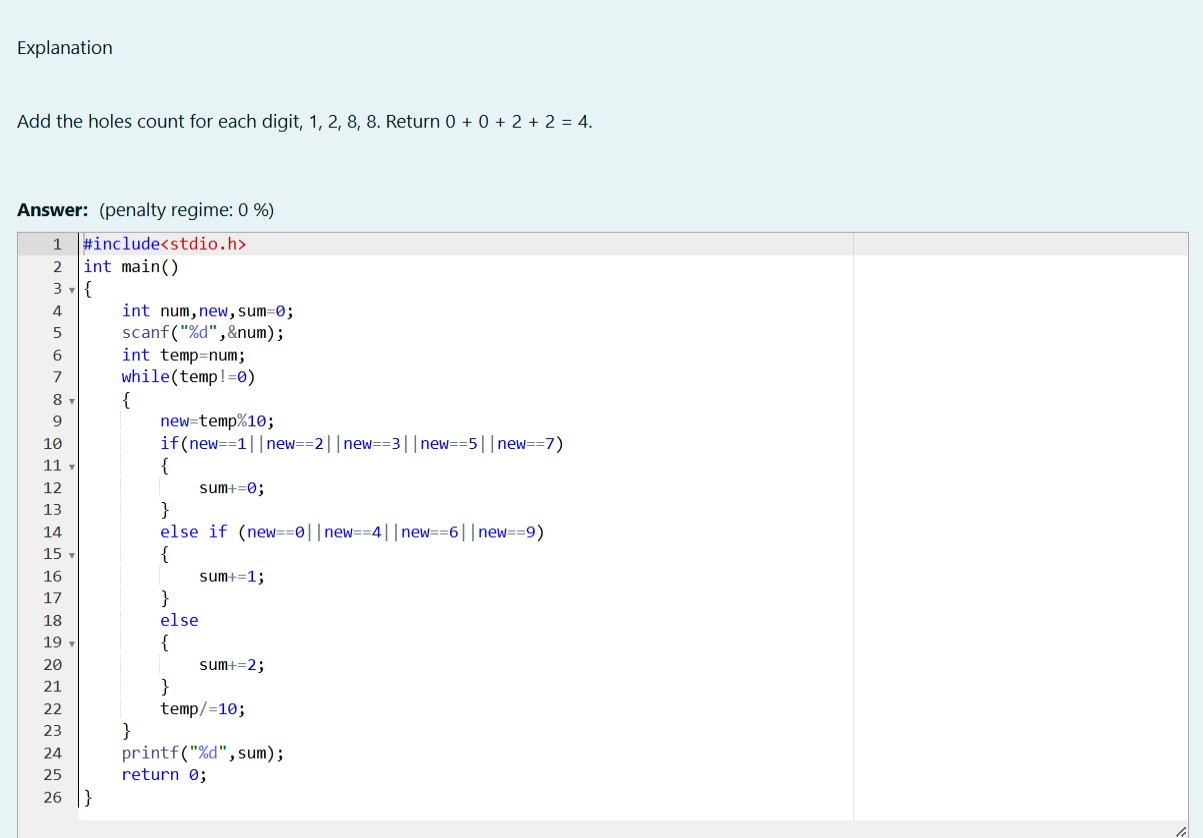 Explanation
Add the holes count for each digit, 1, 2, 8, 8. Return 0 + 0 + 2 + 2 = 4.
Answer: (penalty regime: 0 %)
1 #include<stdio.h>
2 int main()
3 {
4 int num,new,sum=0;
5 scanf("%d",&num);
6 int temp=num;
7 while(temp!=0)
8 {
9 new=temp%10;
10 if(new==1||new==2||new==3||new==5||new==7)
11 {
12 sum+=0;
13 }
14 else if (new==0||new==4||new==6||new==9)
15 {
16 sum+=1;
17 }
18 else
19 {
20 sum+=2;
21 }
22 temp/=10;
23 }
24 printf("%d",sum);
25 return 0;
26 }